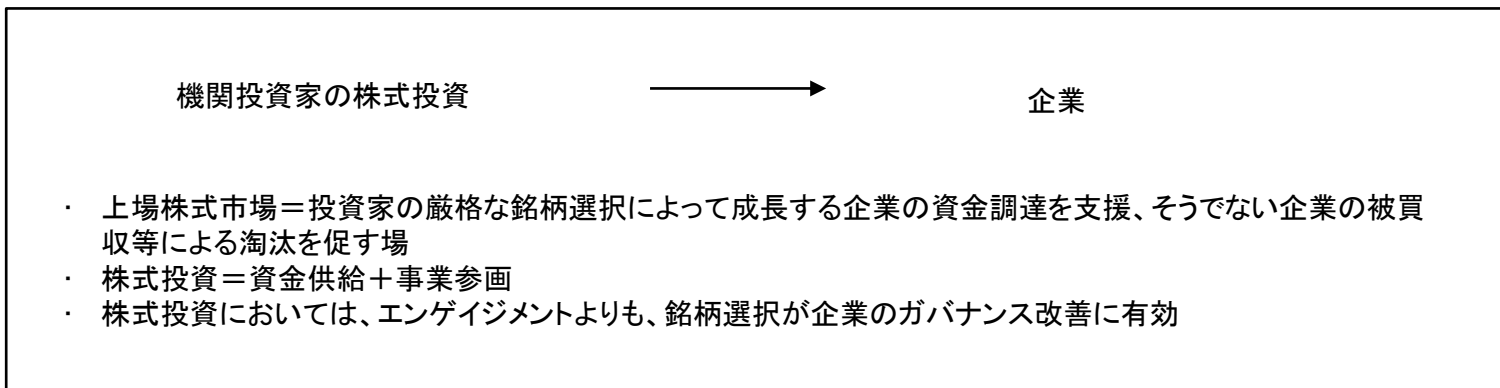 機関投資家の株式投資
企業
・ 上場株式市場＝投資家の厳格な銘柄選択によって成長する企業の資金調達を支援、そうでない企業の被買
収等による淘汰を促す場
・ 株式投資＝資金供給＋事業参画
・ 株式投資においては、エンゲイジメントよりも、銘柄選択が企業のガバナンス改善に有効